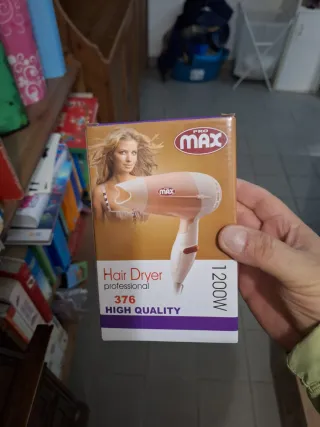 PRO
MAX
MAX
Hair Dryer
professional
376
HIGH QUALITY
1200W